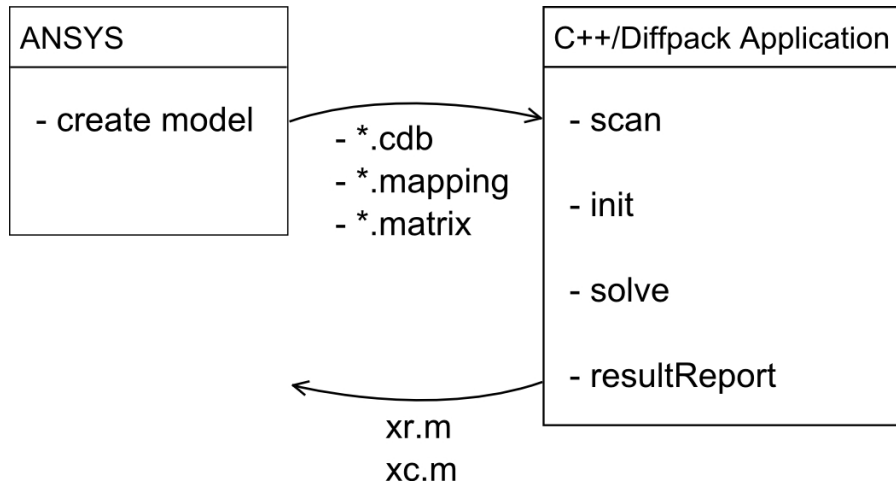 ANSYS
- create model
- *.cdb
- *.mapping
- *.matrix
C++/Diffpack Application
- scan
- init
- solve
- resultReport
xr.m
xc.m